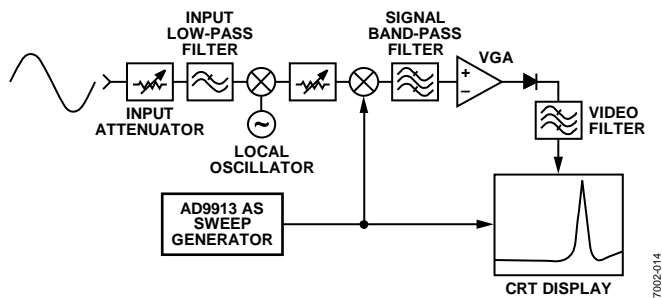 INPUT
LOW-PASS
FILTER
SIGNAL
BAND-PASS
FILTER
VGA
+
−
INPUT
ATTENUATOR
~
LOCAL
OSCILLATOR
VIDEO
FILTER
AD9913 AS
SWEEP
GENERATOR
CRT DISPLAY
7002-014